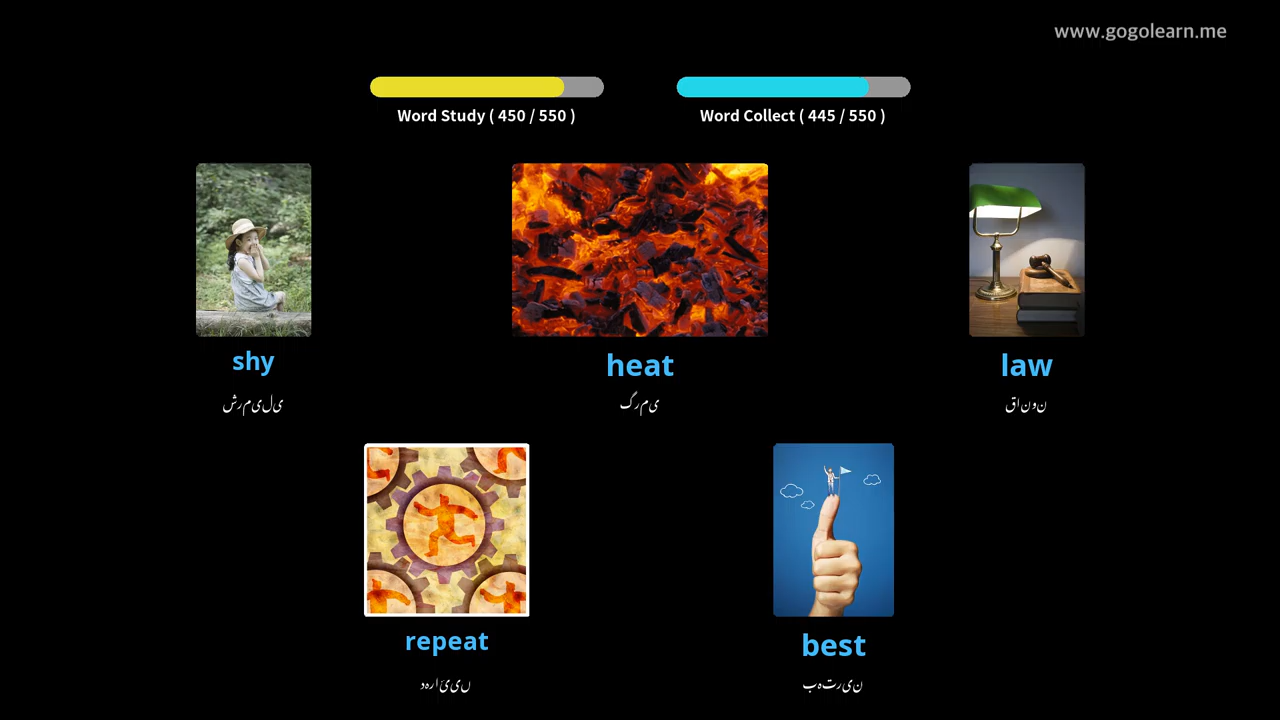 www.gogolearn.me
Word Study ( 450 / 550 )
Word Collect ( 445 / 550 )
shy
heat
law
شرمیلی
گرمی
قانون
repeat
best
دہرائیں
بہترین